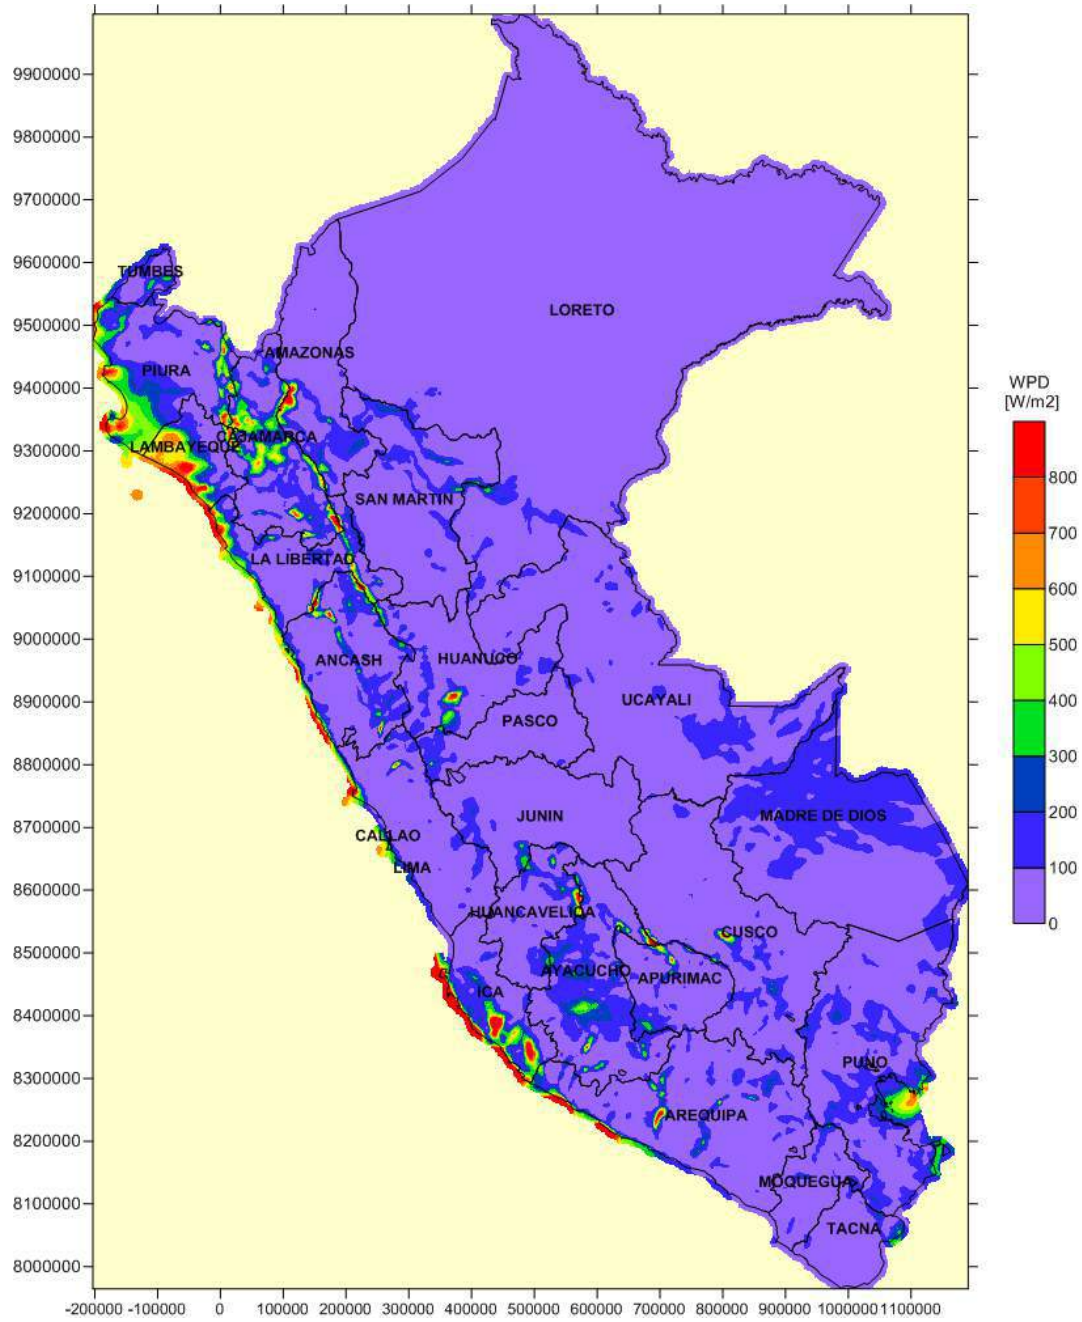 9900000
9800000
9700000
9600000
9500000
9400000
9300000
9200000
9100000
9000000
8900000
8800000
8700000
8600000
8500000
8400000
8300000
8200000
8100000
8000000
TUMBES
LORETO
AMAZONAS
PIURA
CAJAMARCA
LAMBAYEQUE
SAN MARTIN
LA LIBERTAD
ANCASH
HUANUCO
UCAYALI
PASCO
MADRE DE DIOS
JUNIN
CALLAO
LIMA
HUANCAVELICA
CUSCO
AYACUCHO
APURIMAC
ICA
PUNO
AREQUIPA
MOQUEGUA
TACNA
WPD
[W/m2]
800
700
600
500
400
300
200
100
0
-200000 -100000 0 100000 200000 300000 400000 500000 600000 700000 800000 900000 1000000 1100000